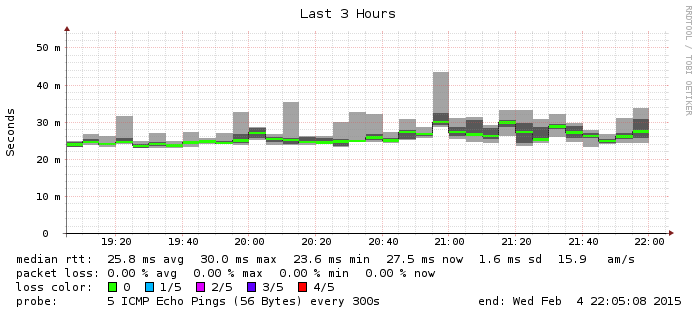 Last 3 Hours
RRDTOOL / TOBI OETIKER
Seconds
50 m
40 m
30 m
20 m
10 m
0
19:20 19:40 20:00 20:20 20:40 21:00 21:20 21:40 22:00
median rtt: 25.8 ms avg 30.0 ms max 23.6 ms min 27.5 ms now 1.6 ms sd 15.9 am/s
packet loss: 0.00 % avg 0.00 % max 0.00 % min 0.00 % now
loss color: 0 1/5 2/5 3/5 4/5
probe: 5 ICMP Echo Pings (56 Bytes) every 300s end: Wed Feb 4 22:05:08 2015